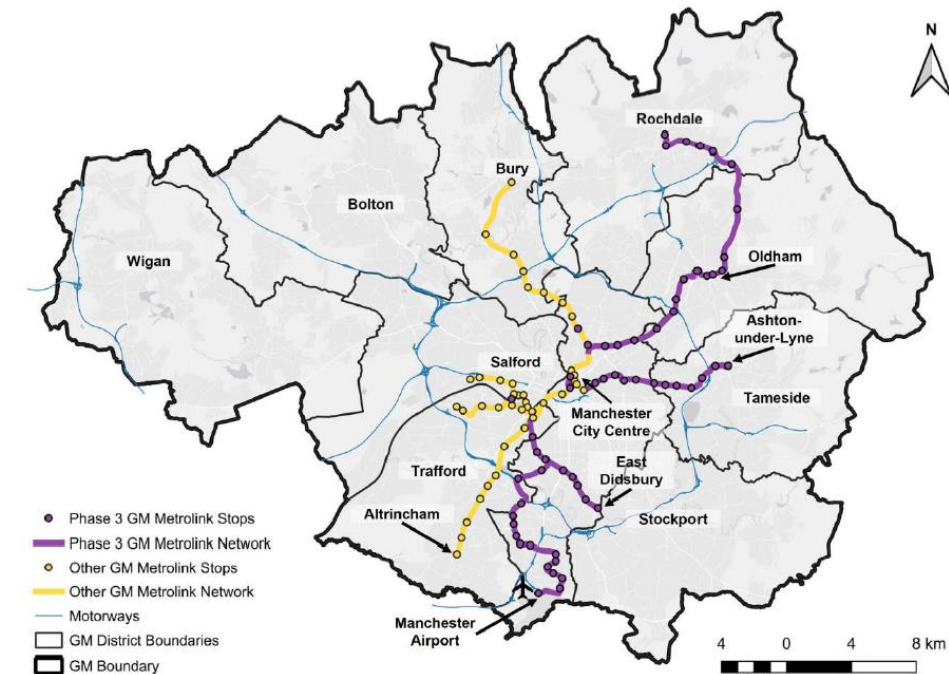 N
Rochdale
Bury
Bolton
Wigan
Oldham
Ashton-
under-Lyne
Salford
Tameside
Manchester
City Centre
East
Didsbury
Trafford
Altrincham
Stockport
Phase 3 GM Metrolink Stops
Phase 3 GM Metrolink Network
Other GM Metrolink Stops
Other GM Metrolink Network
Motorways
GM District Boundaries
GM Boundary
Manchester
Airport
4 0 4 8 km